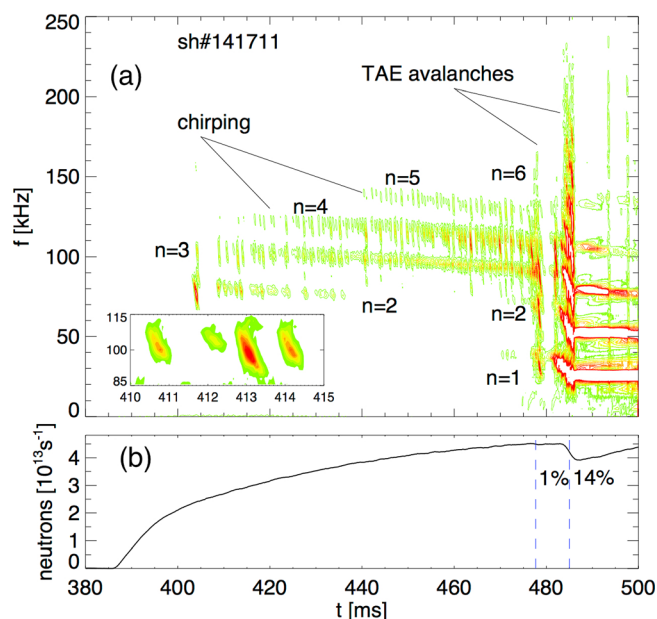 250
sh#141711
(a)
TAE avalanches
200
chirping
f [kHz]
150
n=5
n=6
n=4
n=3
100
n=2
n=2
50
n=1
0
115
100
85
410 411 412 413 414 415
(b)
neutrons [10¹³s⁻¹]
4
3
2
1
0
1% 14%
380 400 420 440 460 480 500
t [ms]